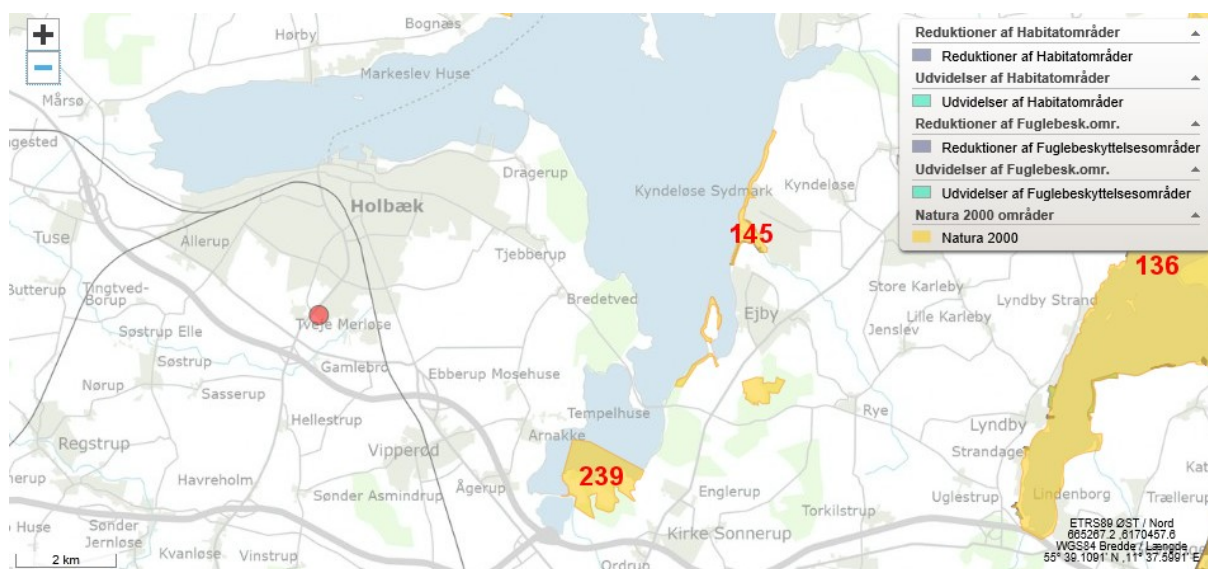 +
−
Bognæs
Hørby
Markeslev Huse
Mårsø
Dragerup
Kyndeløse Sydmark
Kyndeløse
Holbæk
145
Tuse
Allerup
Tjebberup
136
Butterup
Tingtved-
Borup
Bredetved
Store Karleby
Lyndby Strand
Ejby
Lille Karleby
Søstrup Elle
Tveje Merløse
Jenslev
Søstrup
Gamlebro
Ebberup Mosehuse
Nørup
Sasserup
Hellestrup
Tempelhuse
Rye
Lyndby
Arnakke
Regstrup
Vipperød
Strandage
239
Havreholm
Sønder Asmindrup
Ågerup
Englerup
Uglestrup
Lindenborg
Torkilstrup
Trællerup
Sønder
Jernløse
Kirke Sonnerup
Kvanløse
Vinstrup
Ordrup
2 km
Reduktioner af Habitatområder
Reduktioner af Habitatområder
Udvidelser af Habitatområder
Udvidelser af Habitatområder
Reduktioner af Fuglebesk.omr.
Reduktioner af Fuglebeskyttelsesområder
Udvidelser af Fuglebesk.omr.
Udvidelser af Fuglebeskyttelsesområder
Natura 2000 områder
Natura 2000
ETRS89 ØST / Nord
665267.2 ,6170457.6
WGS84 Bredde / Længde
55° 39.1091' N ,11° 37.5991' E